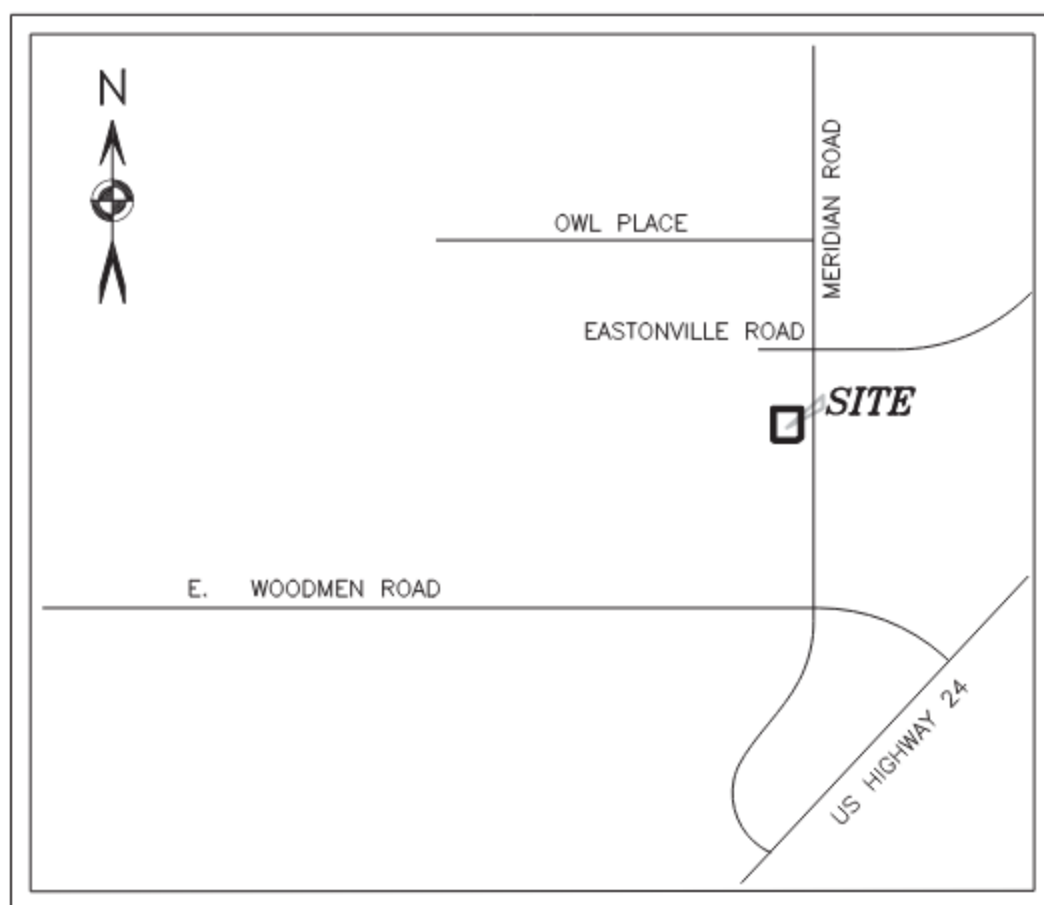 N
OWL PLACE
MERIDIAN ROAD
EASTONVILLE ROAD
SITE
E. WOODMEN ROAD
US HIGHWAY 24